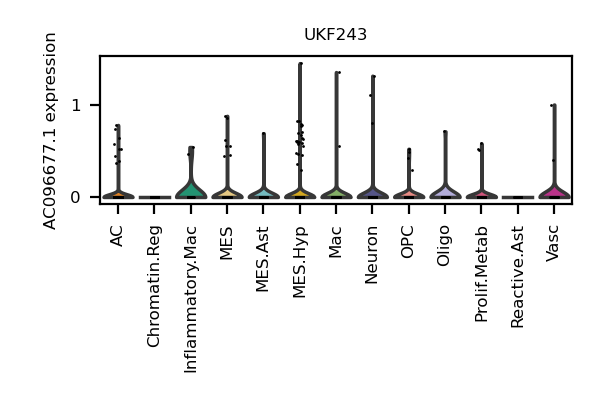 UKF243
AC096677.1 expression
1
0
AC
Chromatin.Reg
Inflammatory.Mac
MES
MES.Ast
MES.Hyp
Mac
Neuron
OPC
Oligo
Prolif.Metab
Reactive.Ast
Vasc